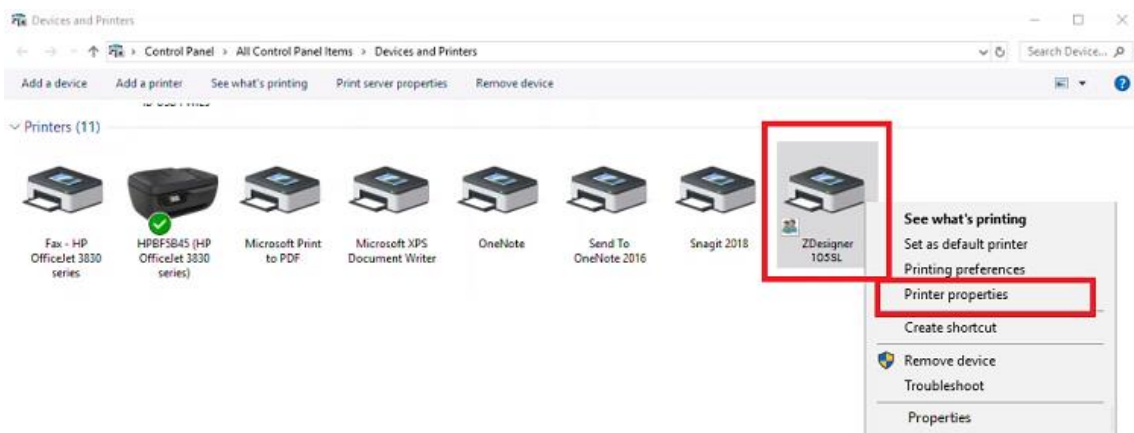 Devices and Printers
Control Panel > All Control Panel Items > Devices and Printers
Search Device...
Add a device Add a printer See what's printing Print server properties Remove device
Printers (11)
Fax - HP
OfficeJet 3830
series
HPBF5B45 (HP
OfficeJet 3830
series)
Microsoft Print
to PDF
Microsoft XPS
Document Writer
OneNote
Send To
OneNote 2016
Snagit 2018
ZDesigner
105SL
See what's printing
Set as default printer
Printing preferences
Printer properties
Create shortcut
Remove device
Troubleshoot
Properties